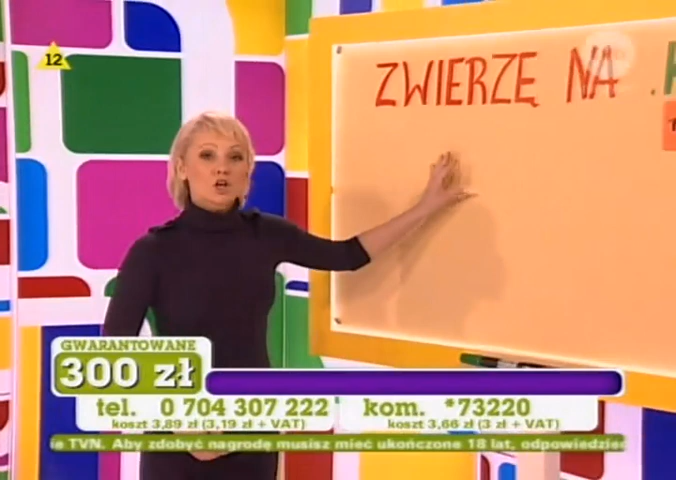 12
ZWIERZĘ NA
GWARANTOWANE
300 zł
tel. 0 704 307 222
koszt 3,89 zł (3,19 zł + VAT)
kom. *73220
koszt 3,66 zł (3 zł + VAT)
e TVN. Aby zdobyć nagrodę musisz mieć ukończone 18 lat, odpowiedzieć